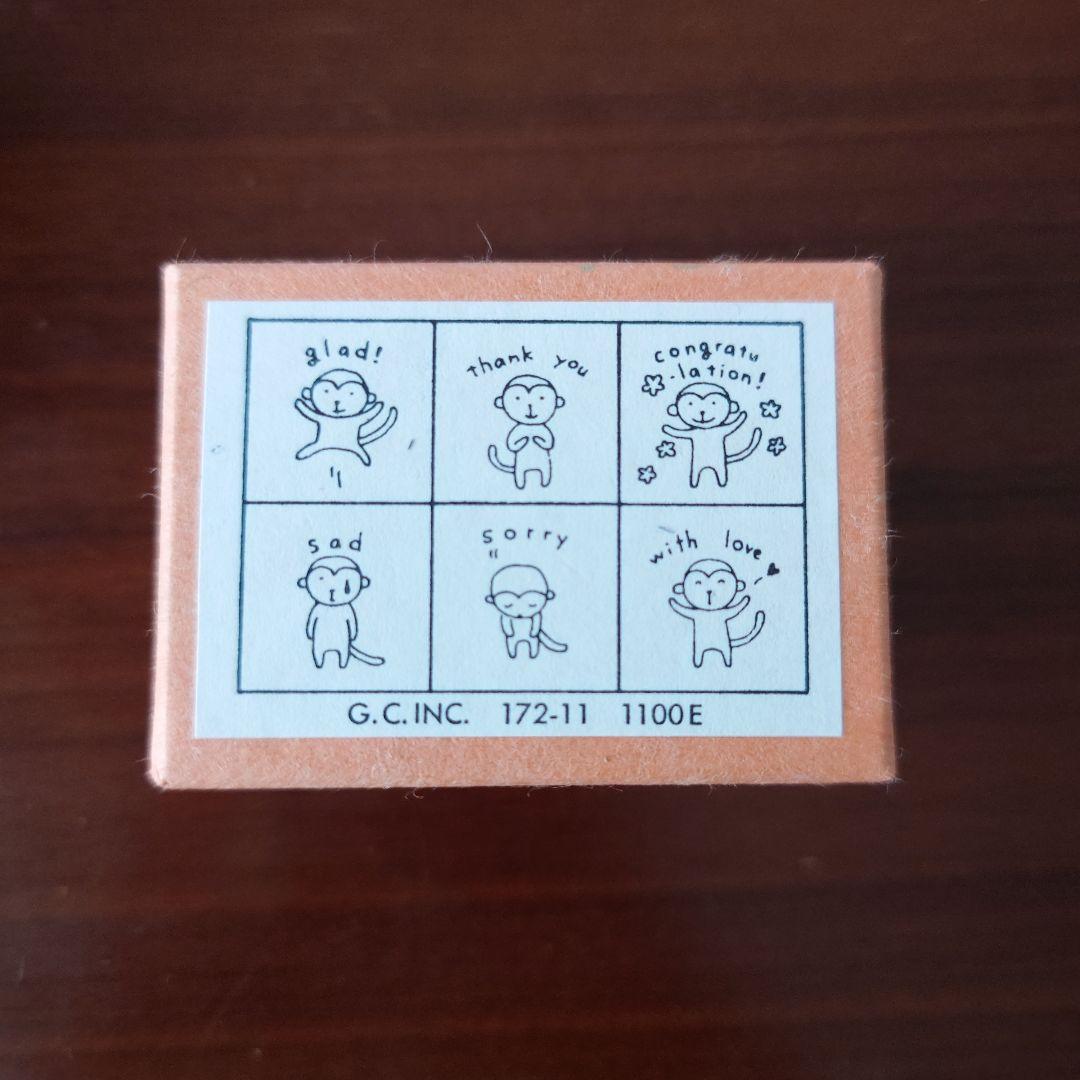 glad!
thank you
congratu
-lation!
sad
sorry
with love
G.C.INC. 172-11 1100E